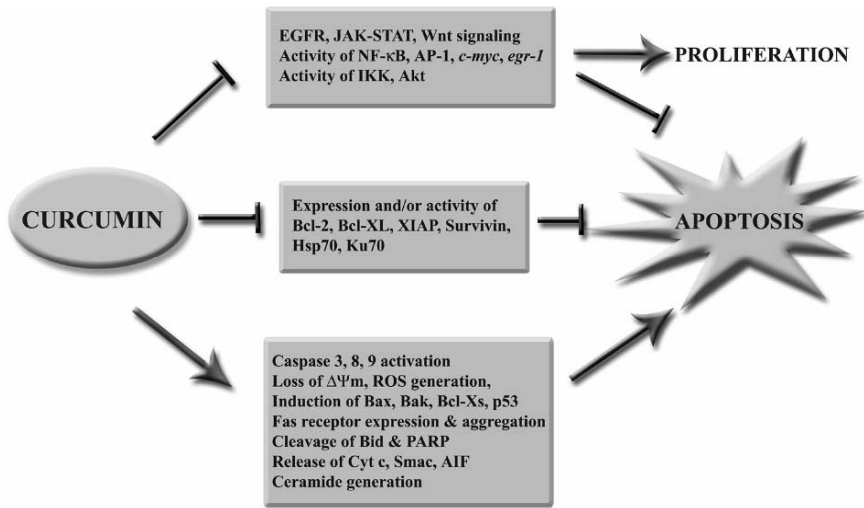 EGFR, JAK-STAT, Wnt signaling
Activity of NF-κB, AP-1, c-myc, egr-1
Activity of IKK, Akt
PROLIFERATION
CURCUMIN
Expression and/or activity of
Bcl-2, Bcl-XL, XIAP, Survivin,
Hsp70, Ku70
APOPTOSIS
Caspase 3, 8, 9 activation
Loss of ΔΨm, ROS generation,
Induction of Bax, Bak, Bcl-Xs, p53
Fas receptor expression & aggregation
Cleavage of Bid & PARP
Release of Cyt c, Smac, AIF
Ceramide generation